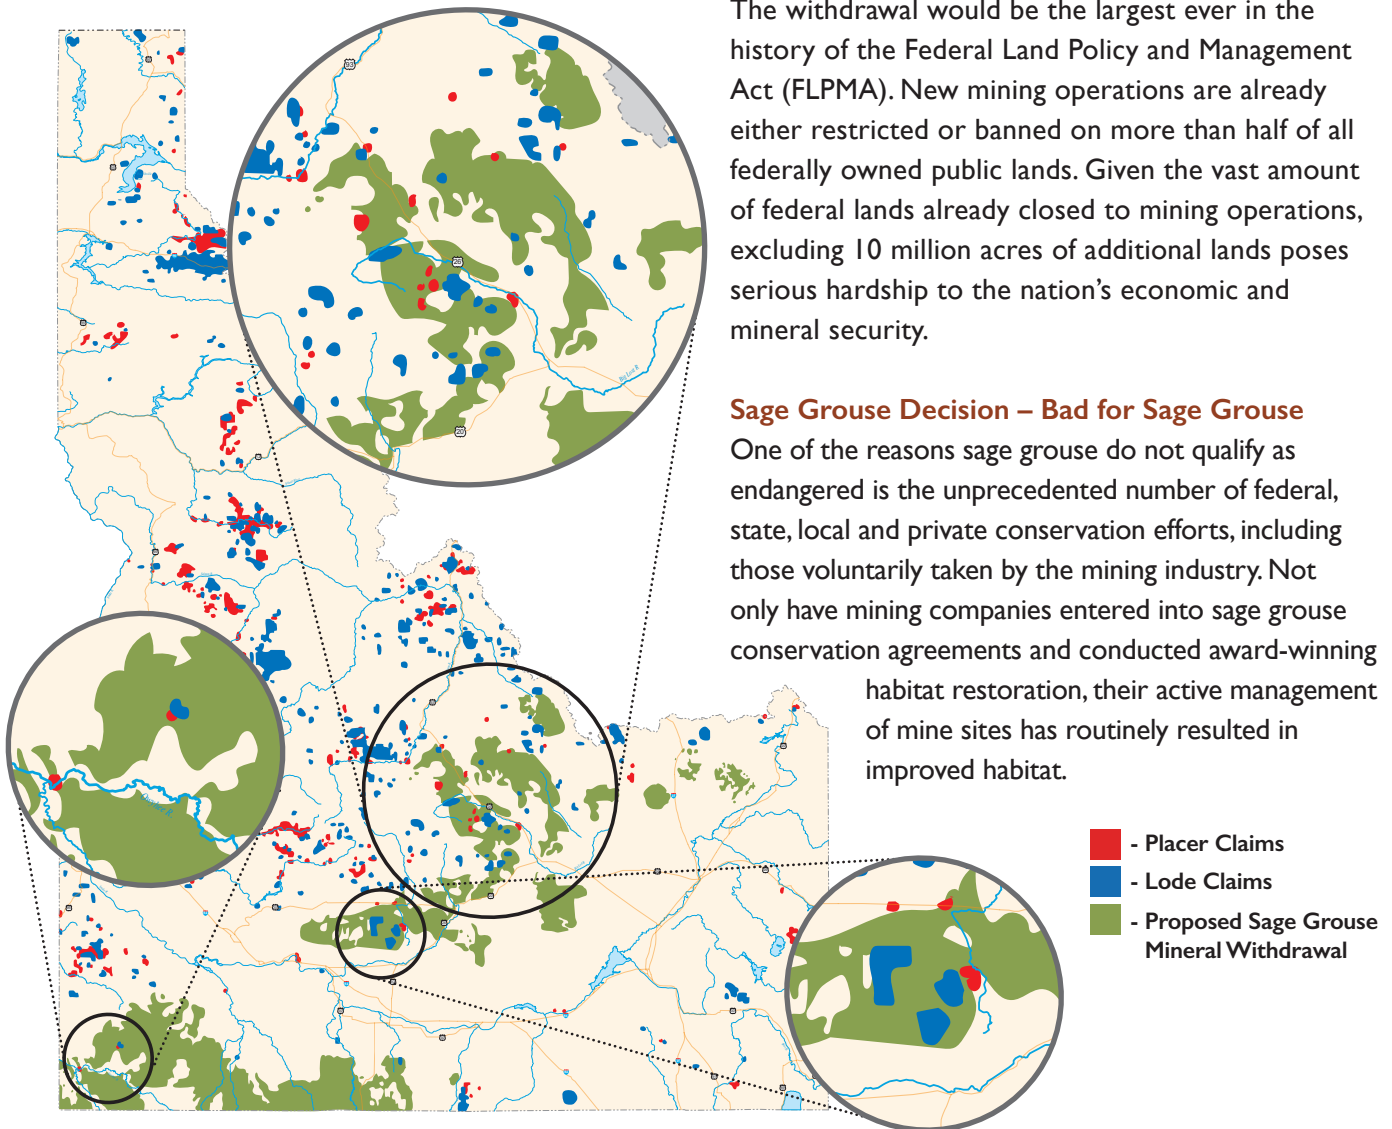 The withdrawal would be the largest ever in the
history of the Federal Land Policy and Management
Act (FLPMA). New mining operations are already
either restricted or banned on more than half of all
federally owned public lands. Given the vast amount
of federal lands already closed to mining operations,
excluding 10 million acres of additional lands poses
serious hardship to the nation's economic and
mineral security.
Sage Grouse Decision – Bad for Sage Grouse
One of the reasons sage grouse do not qualify as
endangered is the unprecedented number of federal,
state, local and private conservation efforts, including
those voluntarily taken by the mining industry. Not
only have mining companies entered into sage grouse
conservation agreements and conducted award-winning
habitat restoration, their active management
of mine sites has routinely resulted in
improved habitat.
- Placer Claims
- Lode Claims
- Proposed Sage Grouse
Mineral Withdrawal
93
26
Big Lost R
20